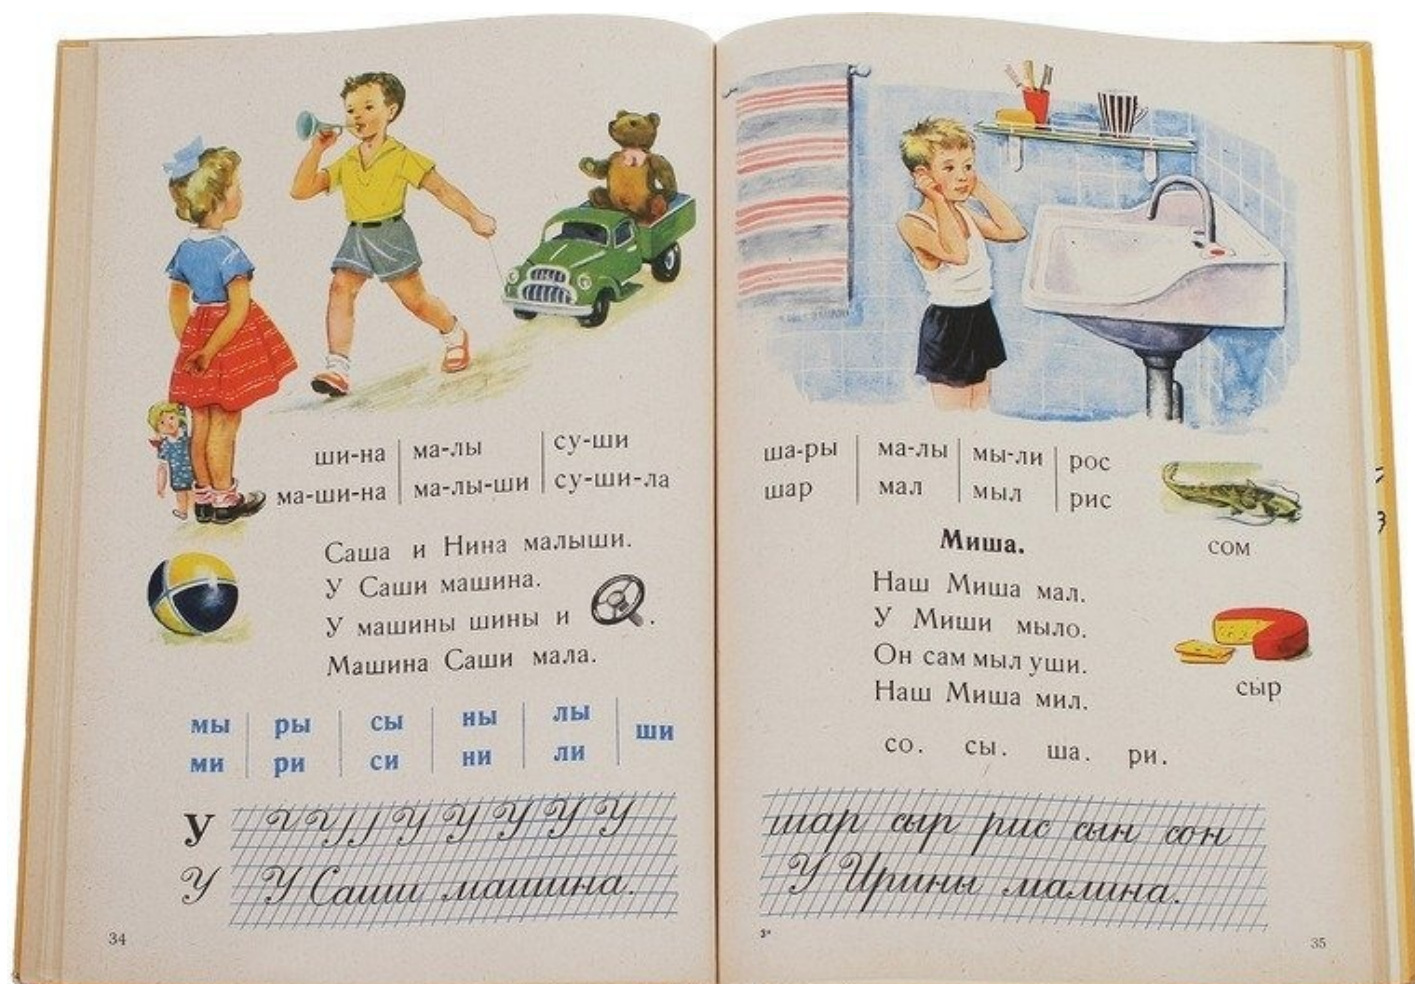 ши-на ма-лы су-ши
ма-ши-на ма-лы-ши су-ши-ла
Саша и Нина малыши.
У Саши машина.
У машины шины и .
Машина Саши мала.
мы ры сы ны лы ши
ми ри си ни ли
У У У У У У
У У Саши машина.
34
ша-ры ма-лы мы-ли рос
шар мал мыл рис
сом
Миша.
Наш Миша мал.
У Миши мыло.
Он сам мыл уши.
Наш Миша мил.
сыр
со. сы. ша. ри.
шар сыр рис сын сон
У Ирины малина.
3*
35